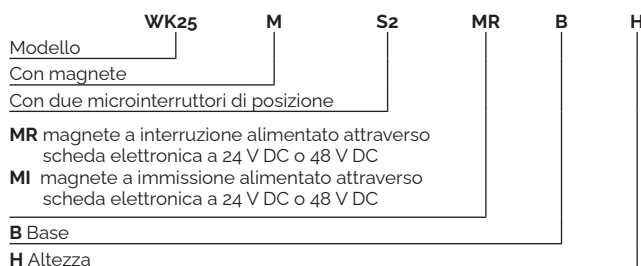 WK25 M S2 MR B H
Modello
Con magnete
Con due microinterruttori di posizione
MR magnete a interruzione alimentato attraverso
scheda elettronica a 24 V DC o 48 V DC
MI magnete a immissione alimentato attraverso
scheda elettronica a 24 V DC o 48 V DC
B Base
H Altezza